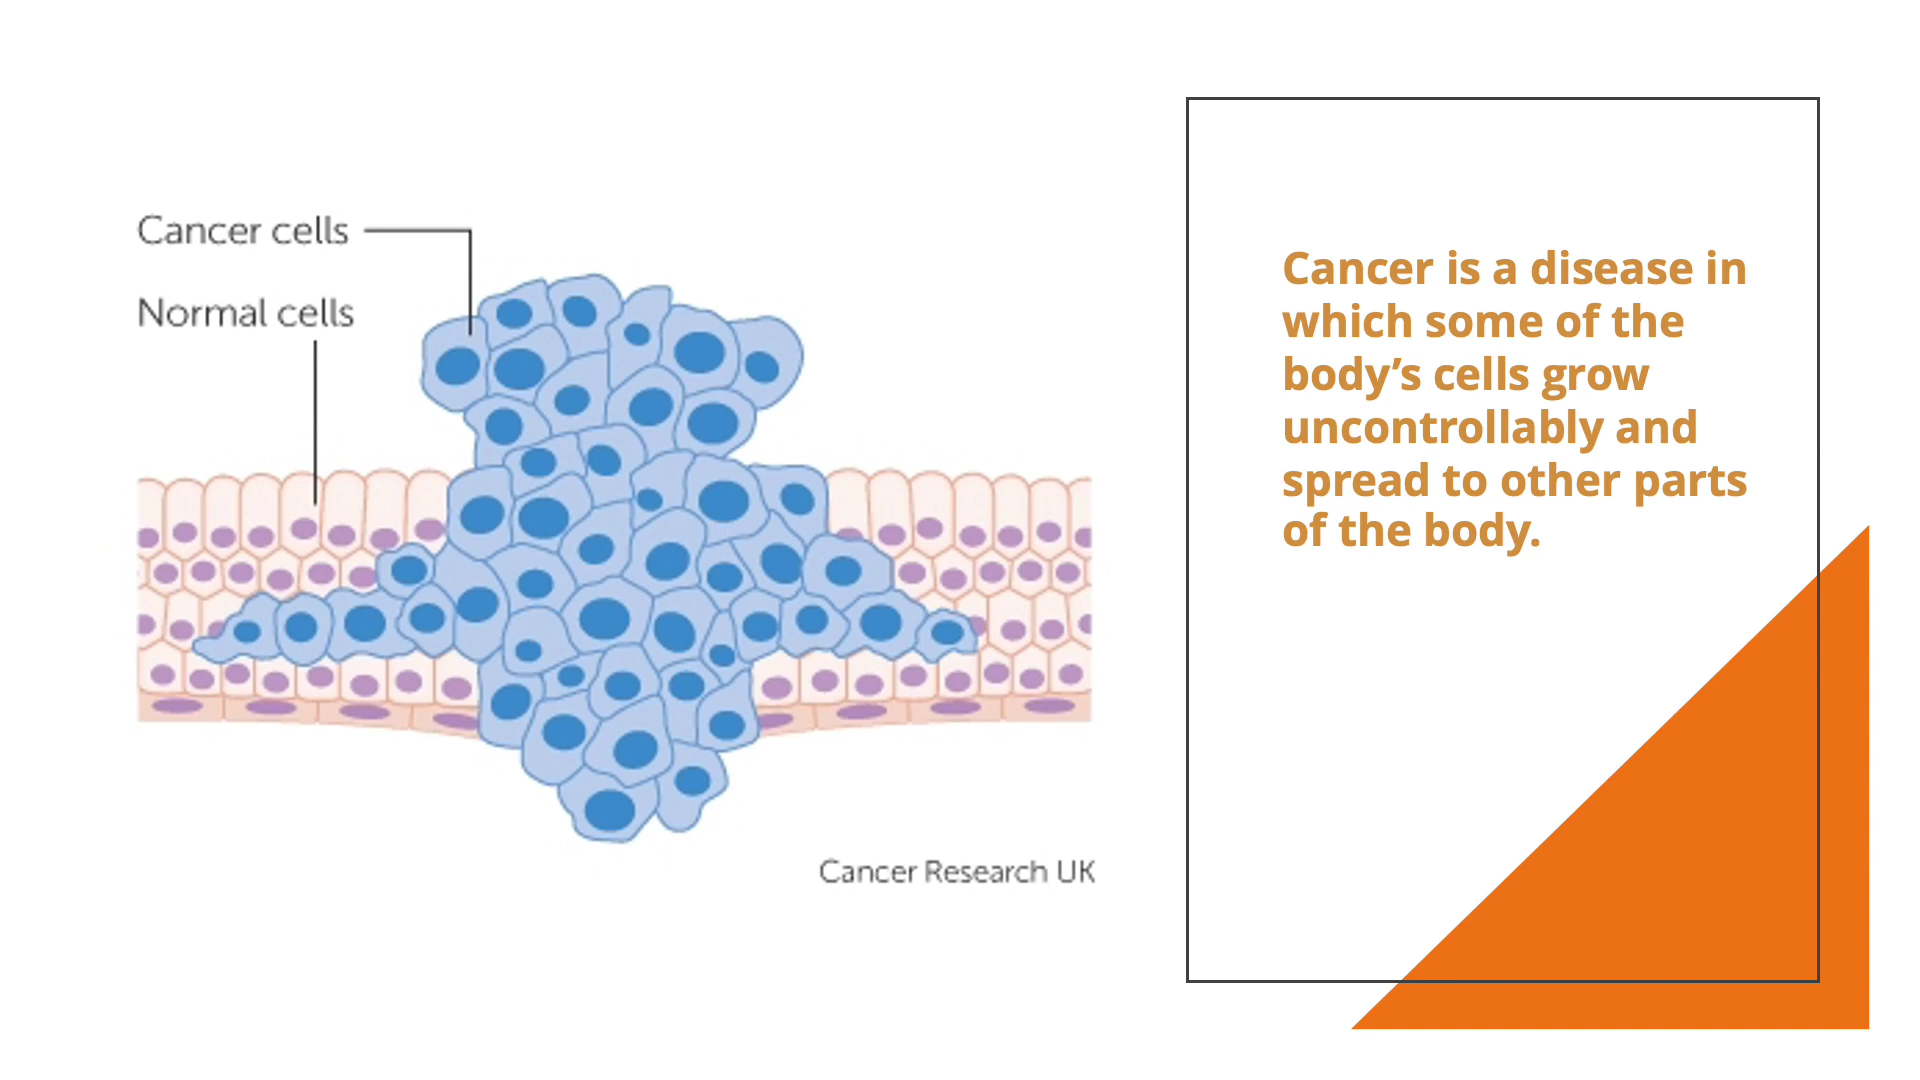 Cancer cells
Normal cells
Cancer Research UK
Cancer is a disease in
which some of the
body’s cells grow
uncontrollably and
spread to other parts
of the body.